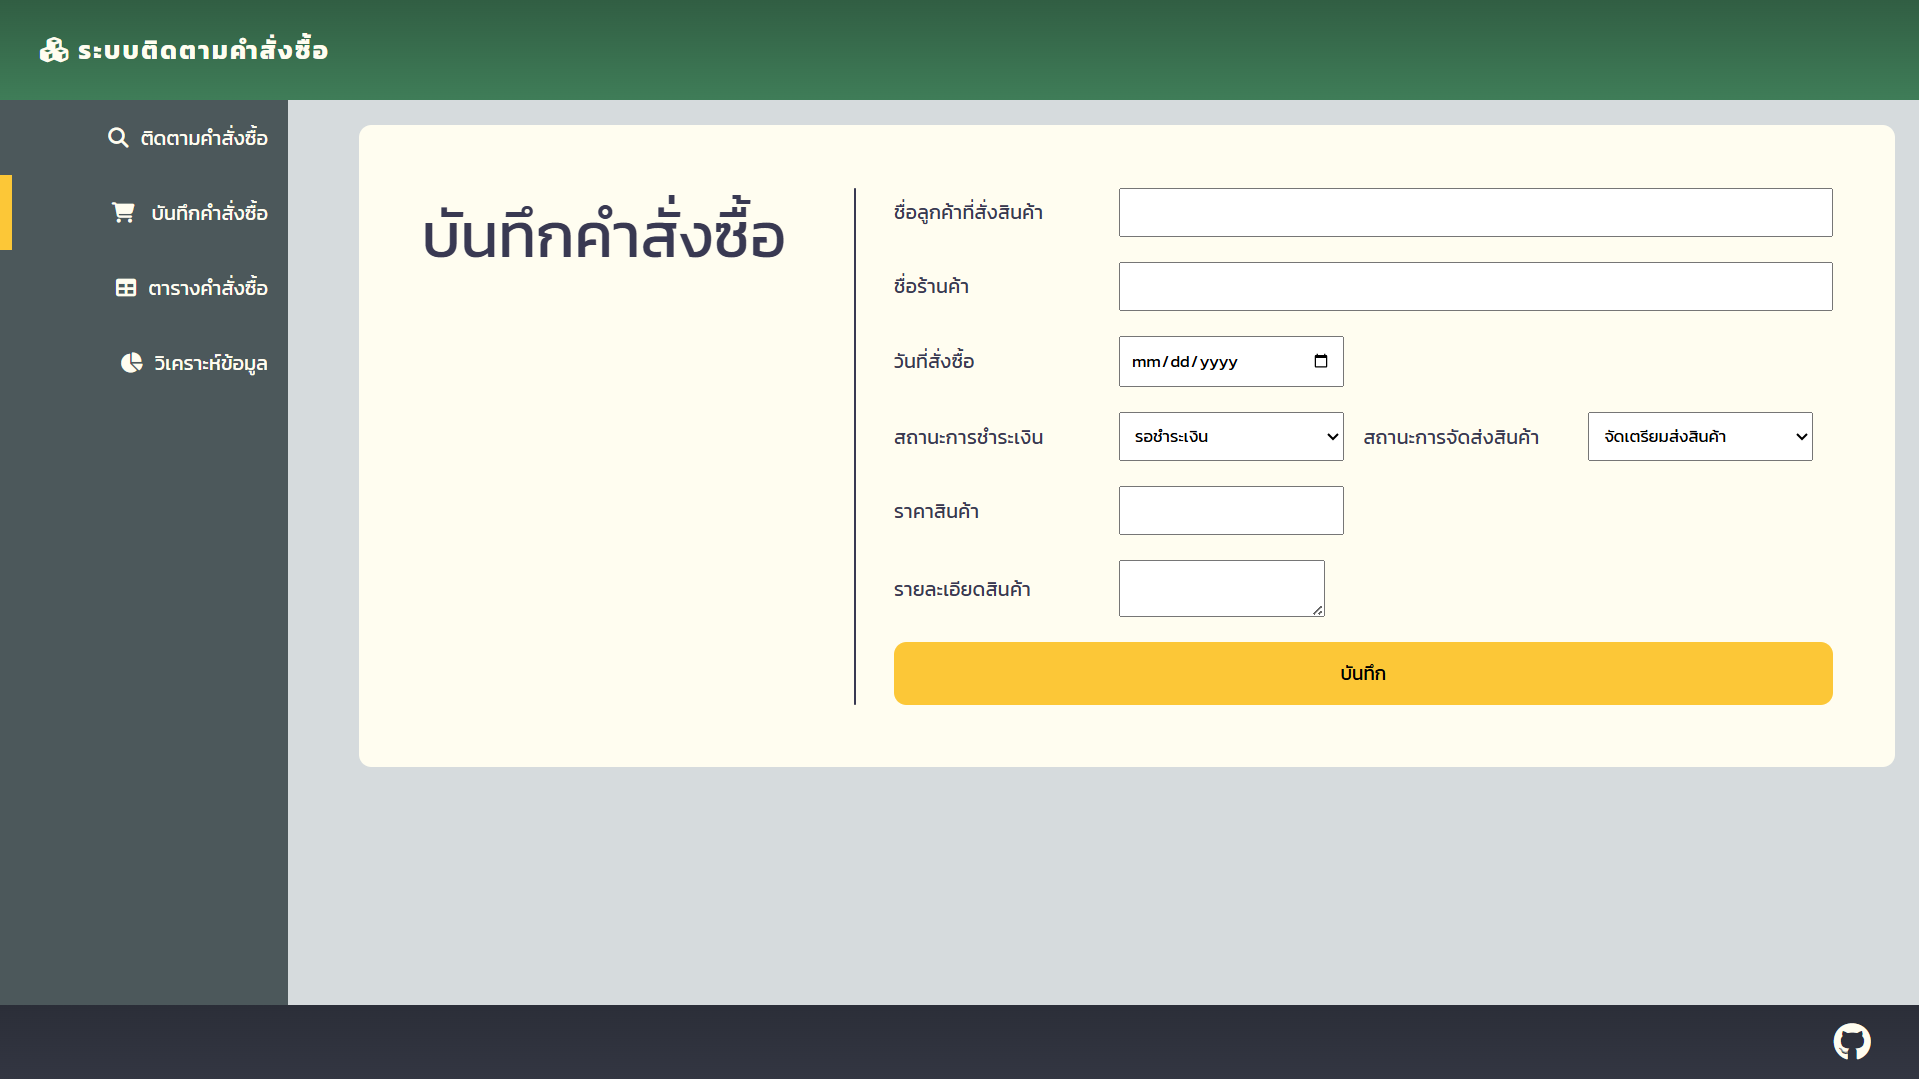 ระบบติดตามคำสั่งซื้อ
ติดตามคำสั่งซื้อ
บันทึกคำสั่งซื้อ
ตารางคำสั่งซื้อ
วิเคราะห์ข้อมูล
บันทึกคำสั่งซื้อ
ชื่อลูกค้าที่สั่งสินค้า
ชื่อร้านค้า
วันที่สั่งซื้อ mm/dd/yyyy
สถานะการชำระเงิน รอชำระเงิน สถานะการจัดส่งสินค้า จัดเตรียมส่งสินค้า
ราคาสินค้า
รายละเอียดสินค้า
บันทึก